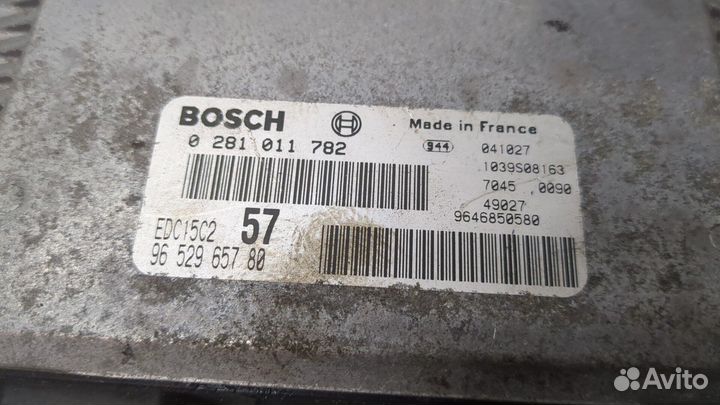 BOSCH
Made in France
0 281 011 782
944 041027
1039S08163
7045 0090
49027
9646850580
EDC15C2 57
96 529 657 80
Avito